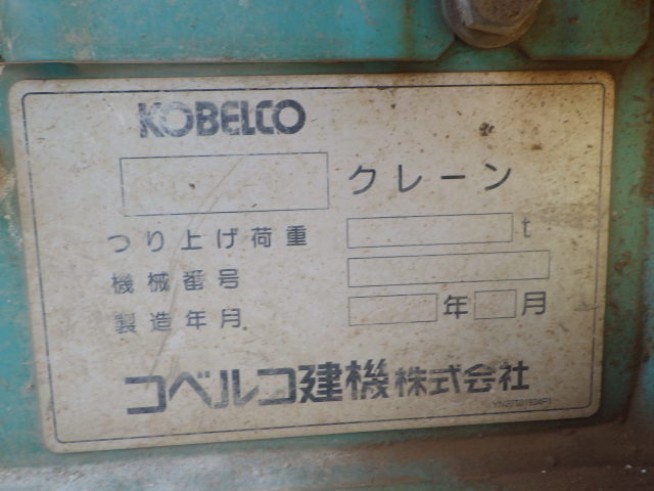 KOBELCO
クレーン
つり上げ荷重 t
機械番号
製造年月 年 月
コベルコ建機株式会社